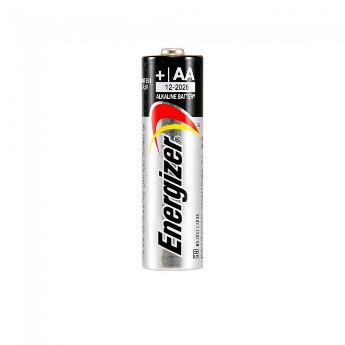 + AA
12-2026
ALKALINE BATTERY
Energizer